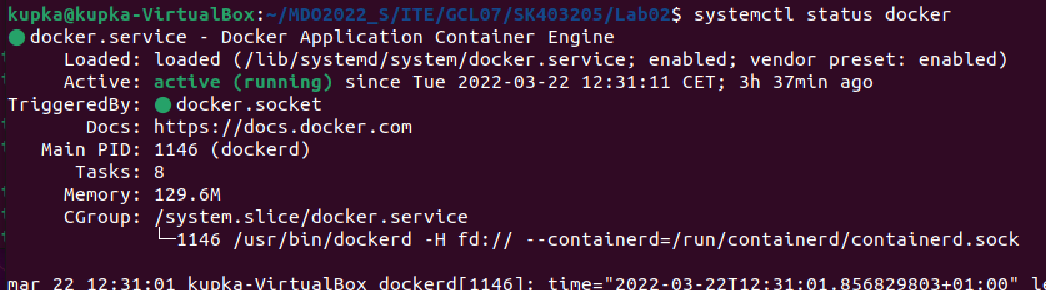 kupka@kupka-VirtualBox:~/MDO2022_S/ITE/GCL07/SK403205/Lab02$ systemctl status docker
● docker.service - Docker Application Container Engine
Loaded: loaded (/lib/systemd/system/docker.service; enabled; vendor preset: enabled)
Active: active (running) since Tue 2022-03-22 12:31:11 CET; 3h 37min ago
TriggeredBy: ● docker.socket
Docs: https://docs.docker.com
Main PID: 1146 (dockerd)
Tasks: 8
Memory: 129.6M
CGroup: /system.slice/docker.service
└─1146 /usr/bin/dockerd -H fd:// --containerd=/run/containerd/containerd.sock
mar 22 12:31:01 kupka-VirtualBox dockerd[1146]: time="2022-03-22T12:31:01.856829803+01:00" le